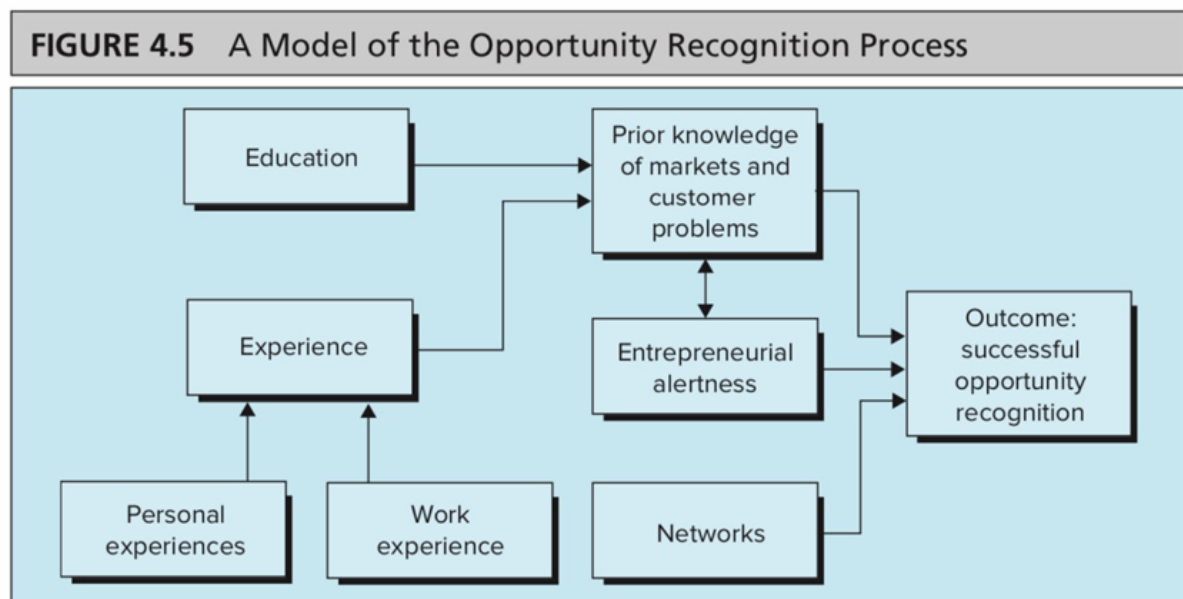 FIGURE 4.5 A Model of the Opportunity Recognition Process
Education
Prior knowledge
of markets and
customer
problems
Experience
Entrepreneurial
alertness
Outcome:
successful
opportunity
recognition
Personal
experiences
Work
experience
Networks